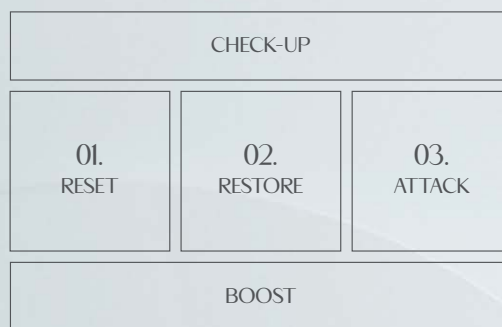 CHECK-UP
01.
RESET
02.
RESTORE
03.
ATTACK
BOOST